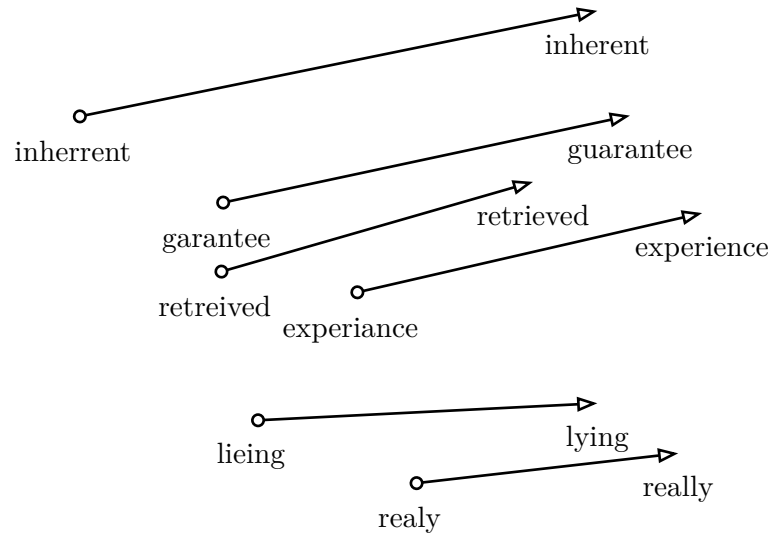 inherent
inherrent
guarantee
garantee
retrieved
experience
retreived
experiance
lying
lieing
really
realy